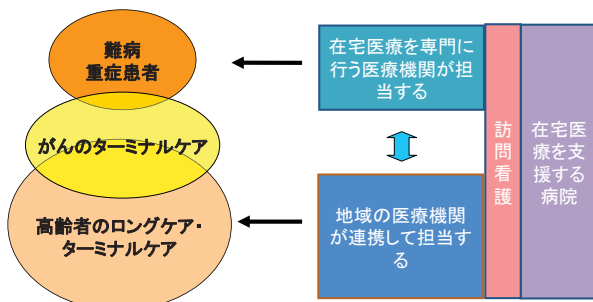 難病
重症患者
がんのターミナルケア
高齢者のロングケア・
ターミナルケア
在宅医療を専門に
行う医療機関が担
当する
地域の医療機関
が連携して担当す
る
訪問看護
在宅医
療を支
援する
病院